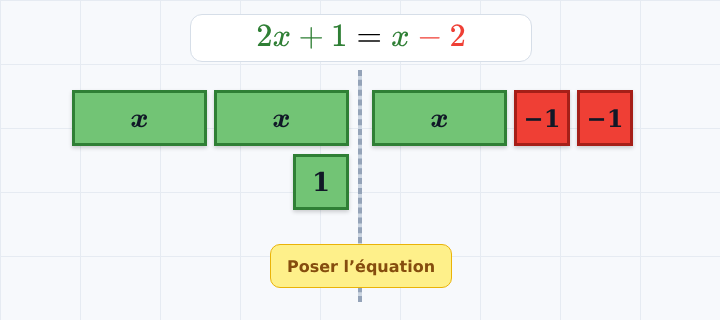 2x + 1 = x − 2
x x x −1 −1
1
Poser l’équation